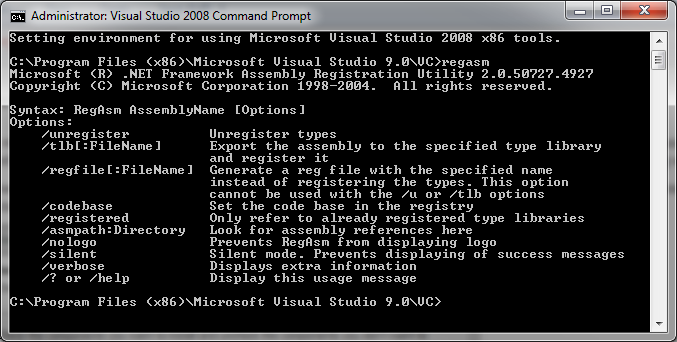 Administrator: Visual Studio 2008 Command Prompt
Setting environment for using Microsoft Visual Studio 2008 x86 tools.
C:\Program Files (x86)\Microsoft Visual Studio 9.0\VC>regasm
Microsoft (R) .NET Framework Assembly Registration Utility 2.0.50727.4927
Copyright (C) Microsoft Corporation 1998-2004.  All rights reserved.
Syntax: RegAsm AssemblyName [Options]
Options:
/unregister Unregister types
/tlb[:FileName] Export the assembly to the specified type library
and register it
/regfile[:FileName] Generate a reg file with the specified name
instead of registering the types. This option
cannot be used with the /u or /tlb options
/codebase Set the code base in the registry
/registered Only refer to already registered type libraries
/asmpath:Directory Look for assembly references here
/nologo Prevents RegAsm from displaying logo
/silent Silent mode. Prevents displaying of success messages
/verbose Displays extra information
/? or /help Display this usage message
C:\Program Files (x86)\Microsoft Visual Studio 9.0\VC>